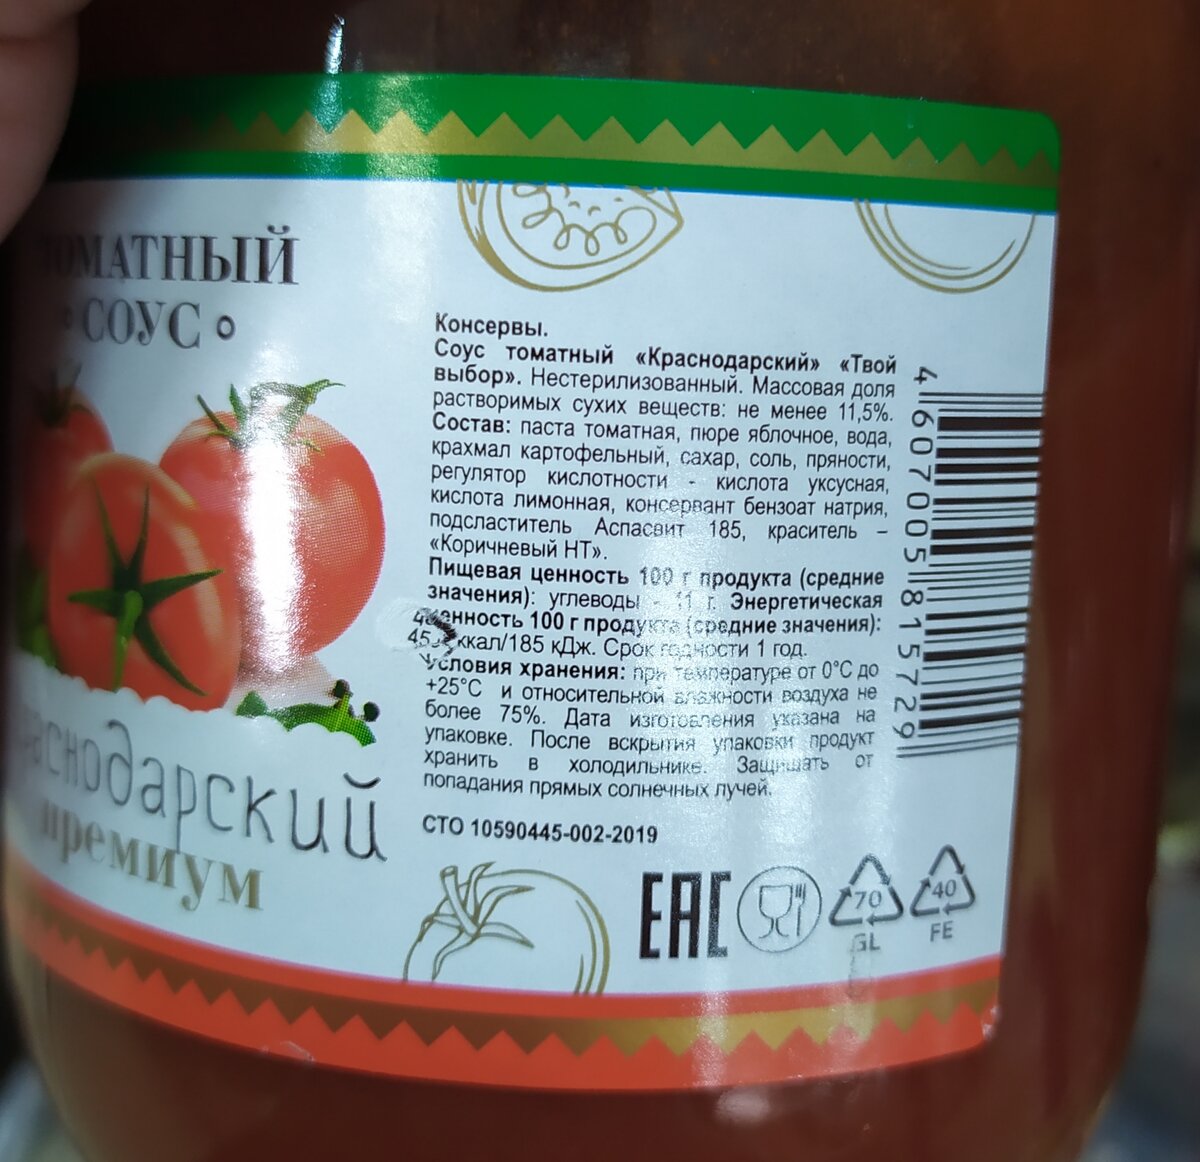 ТОМАТНЫЙ
СОУС
Краснодарский
премиум
Консервы.
Соус томатный «Краснодарский» «Твой
выбор». Нестерилизованный. Массовая доля
растворимых сухих веществ: не менее 11,5%.
Состав: паста томатная, пюре яблочное, вода,
крахмал картофельный, сахар, соль, пряности,
регулятор кислотности - кислота уксусная,
кислота лимонная, консервант бензоат натрия,
подсластитель Аспасвит 185, краситель –
«Коричневый НТ».
Пищевая ценность 100 г продукта (средние
значения): углеводы - 11 г. Энергетическая
ценность 100 г продукта (средние значения):
ккал/185 кДж. Срок годности 1 год.
Условия хранения: при температуре от 0°С до
+25°С и относительной влажности воздуха не
более 75%. Дата изготовления указана на
упаковке. После вскрытия упаковки продукт
хранить в холодильнике. Защищать от
попадания прямых солнечных лучей.
СТО 10590445-002-2019
EAC
70
GL
40
FE
4 607005 815729